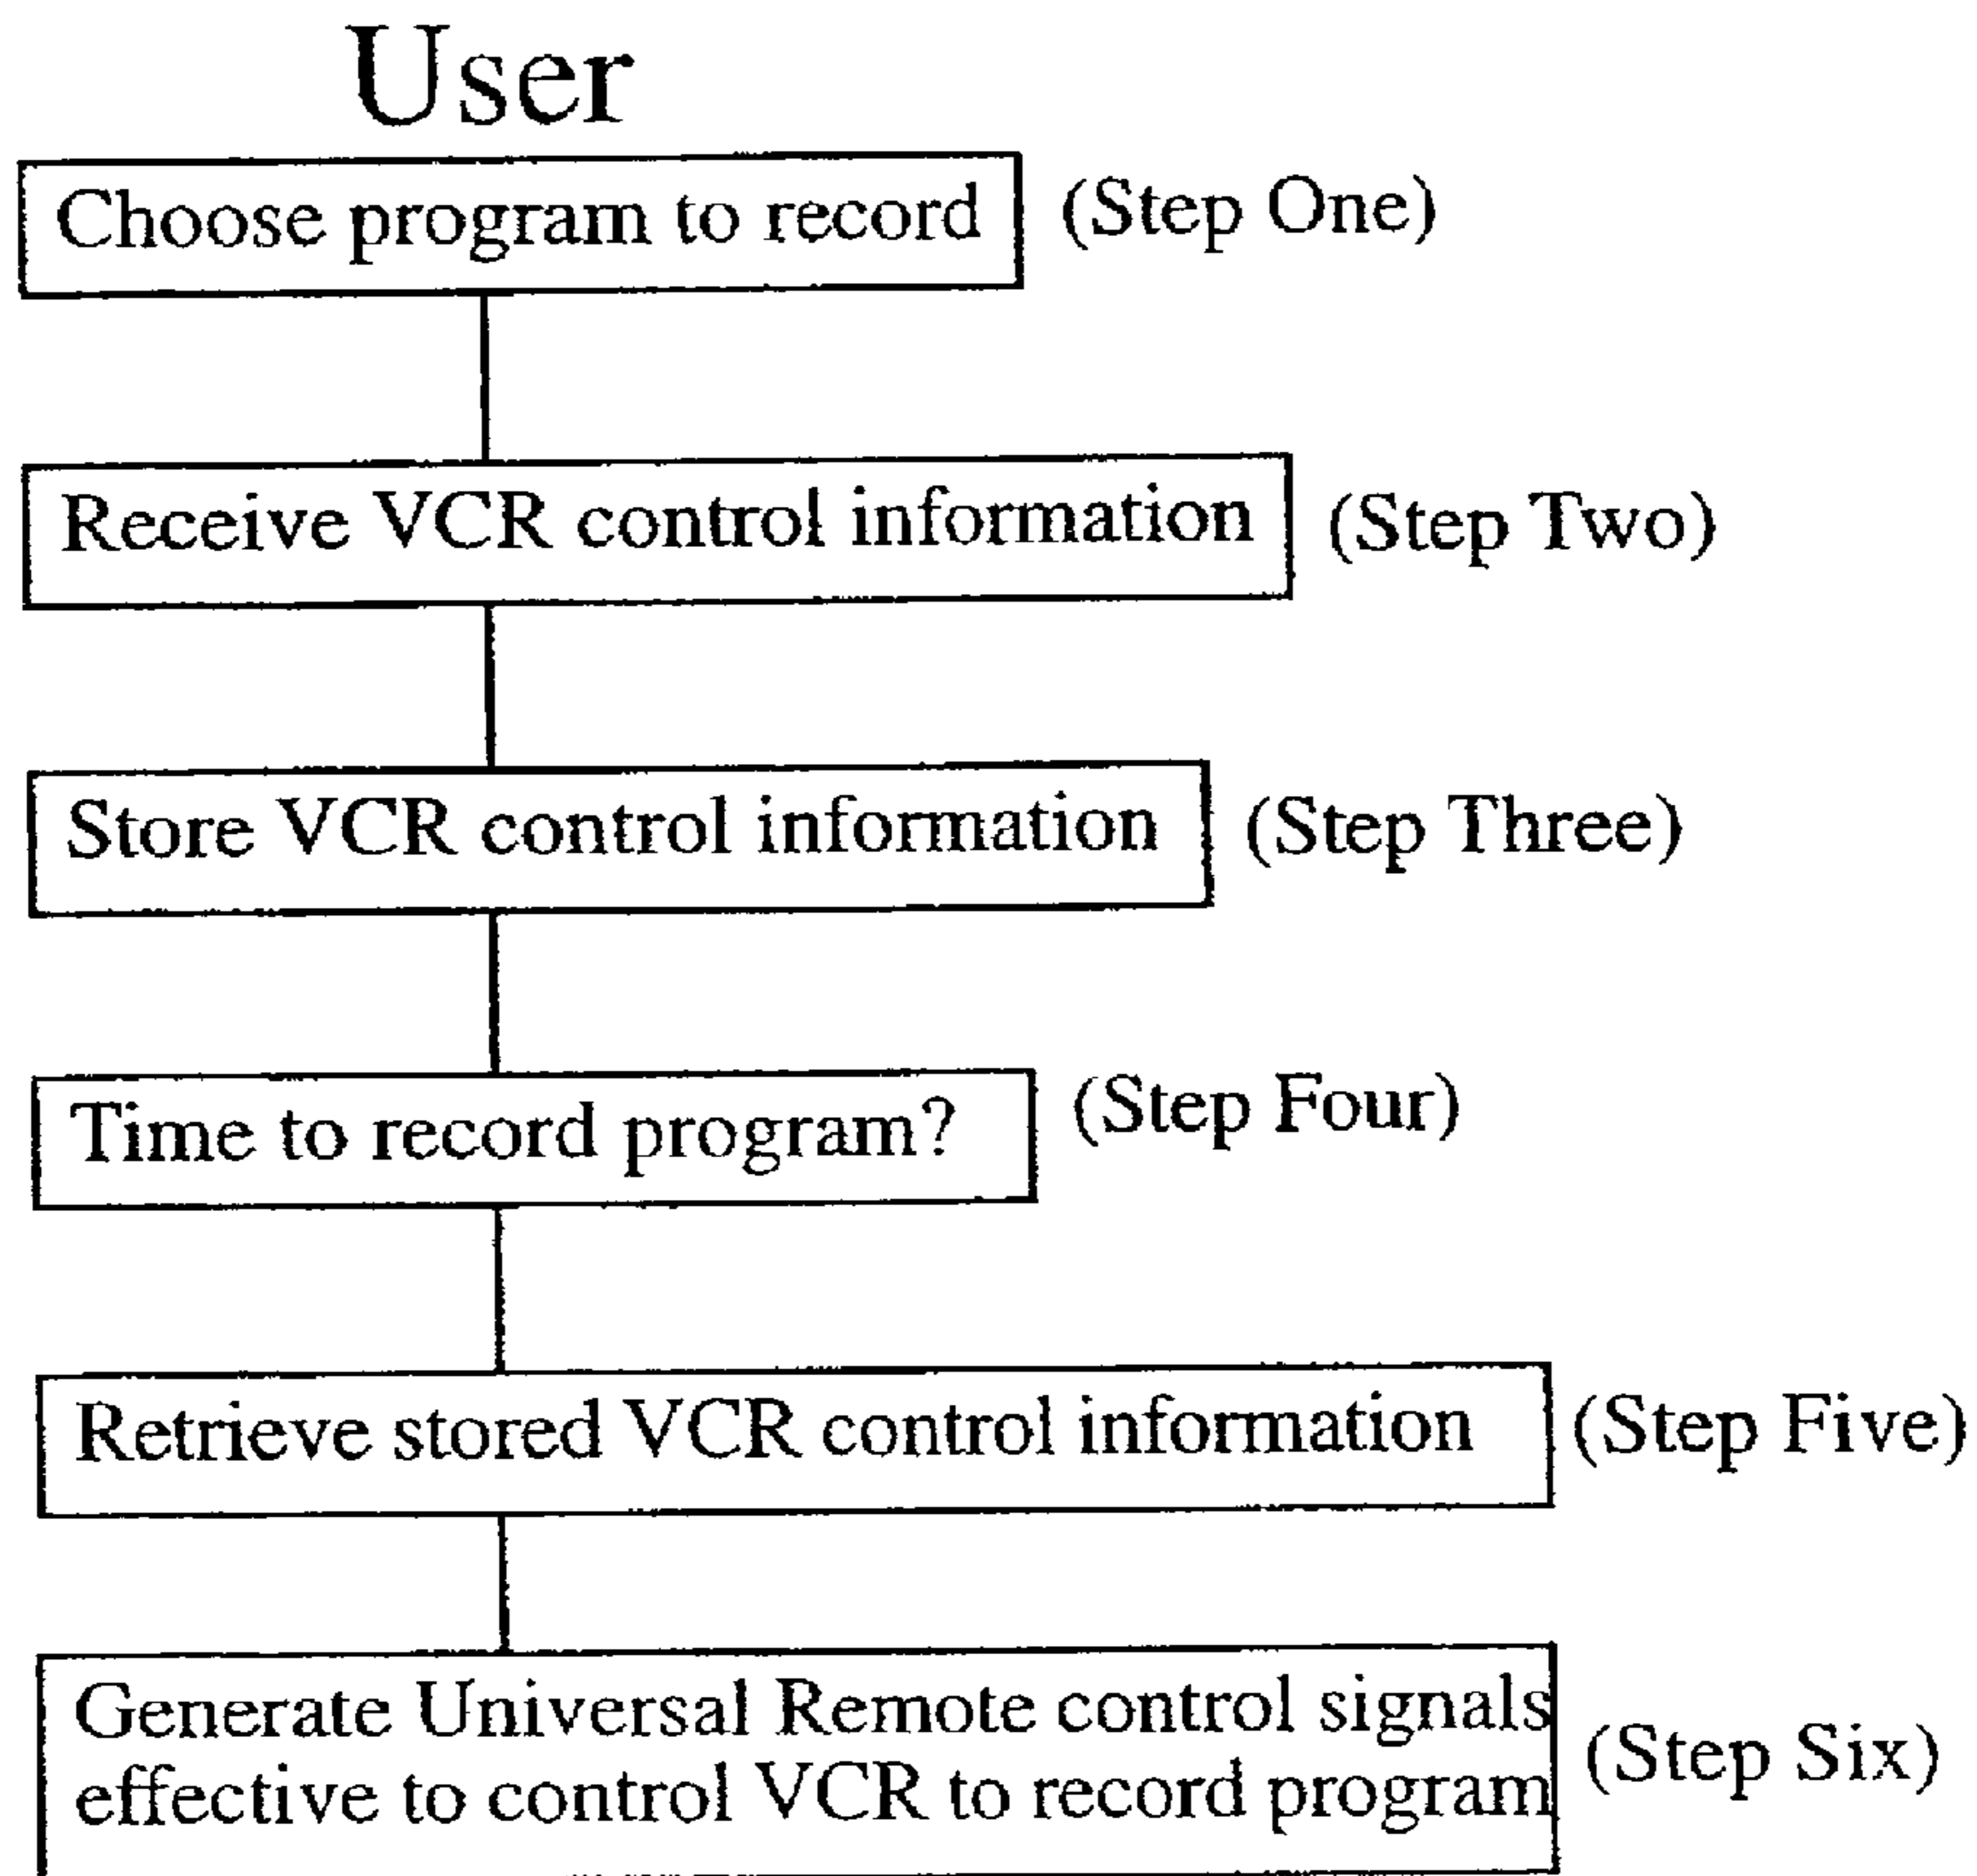 User
Choose program to record (Step One)
Receive VCR control information (Step Two)
Store VCR control information (Step Three)
Time to record program? (Step Four)
Retrieve stored VCR control information (Step Five)
Generate Universal Remote control signals
effective to control VCR to record program (Step Six)